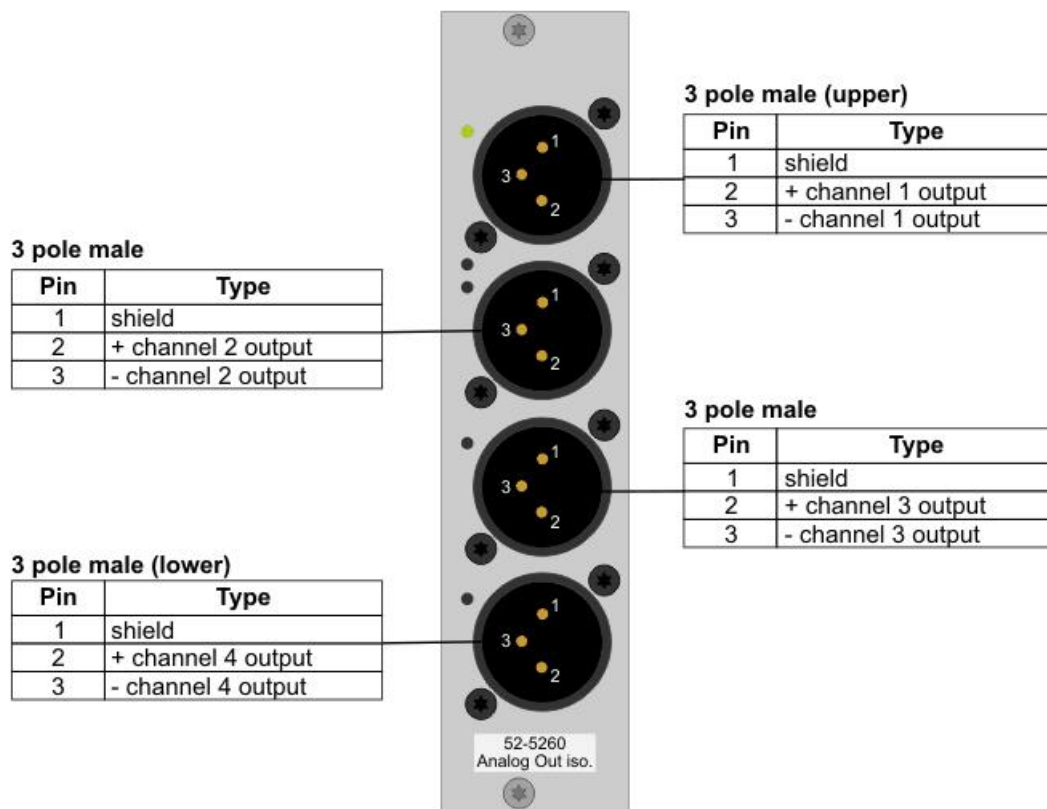 3 pole male (upper)
Pin Type
1 shield
2 + channel 1 output
3 - channel 1 output
3 pole male
Pin Type
1 shield
2 + channel 2 output
3 - channel 2 output
3 pole male
Pin Type
1 shield
2 + channel 3 output
3 - channel 3 output
3 pole male (lower)
Pin Type
1 shield
2 + channel 4 output
3 - channel 4 output
1
3
2
1
3
2
1
3
2
1
3
2
52-5260
Analog Out iso.